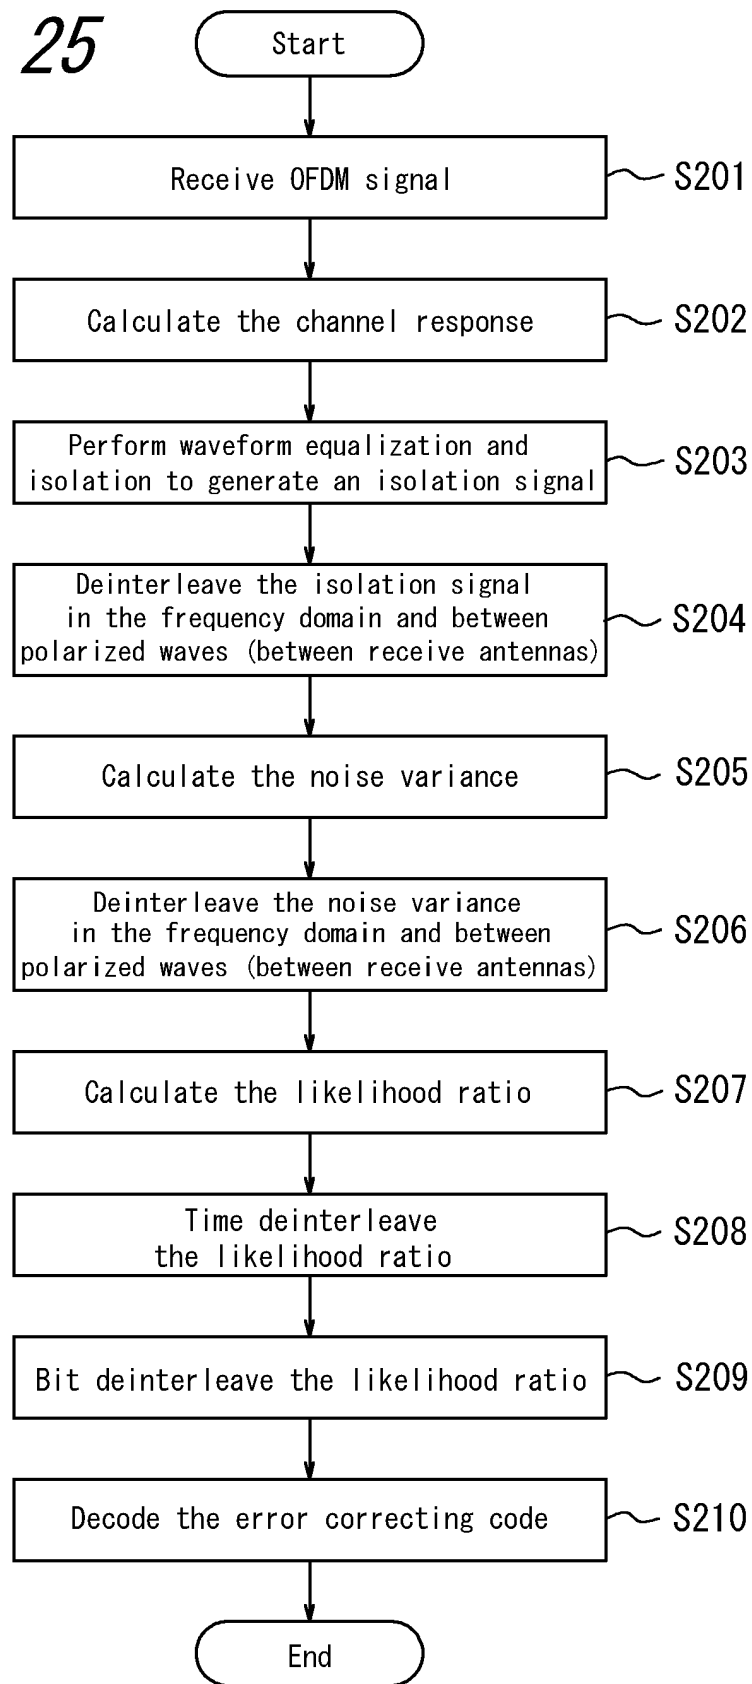 25
Start
Receive OFDM signal
S201
Calculate the channel response
S202
Perform waveform equalization and
isolation to generate an isolation signal
S203
Deinterleave the isolation signal
in the frequency domain and between
polarized waves (between receive antennas)
S204
Calculate the noise variance
S205
Deinterleave the noise variance
in the frequency domain and between
polarized waves (between receive antennas)
S206
Calculate the likelihood ratio
S207
Time deinterleave
the likelihood ratio
S208
Bit deinterleave the likelihood ratio
S209
Decode the error correcting code
S210
End